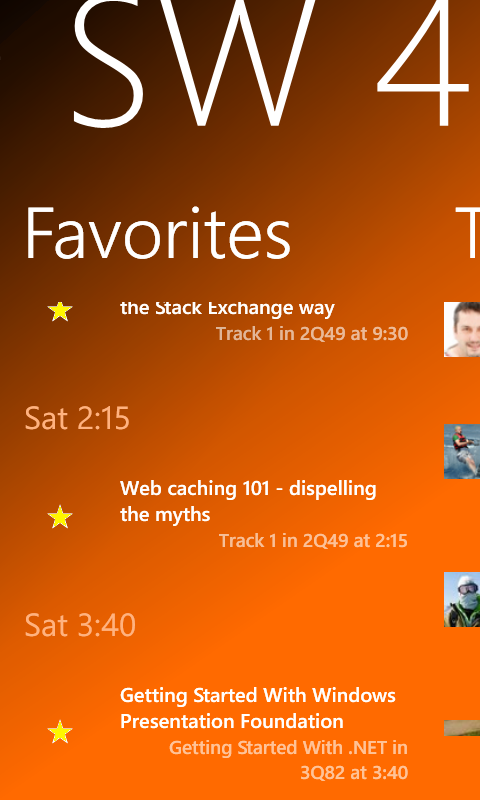 SW 4
Favorites
T
the Stack Exchange way
Track 1 in 2Q49 at 9:30
Sat 2:15
Web caching 101 - dispelling
the myths
Track 1 in 2Q49 at 2:15
Sat 3:40
Getting Started With Windows
Presentation Foundation
Getting Started With .NET in
3Q82 at 3:40